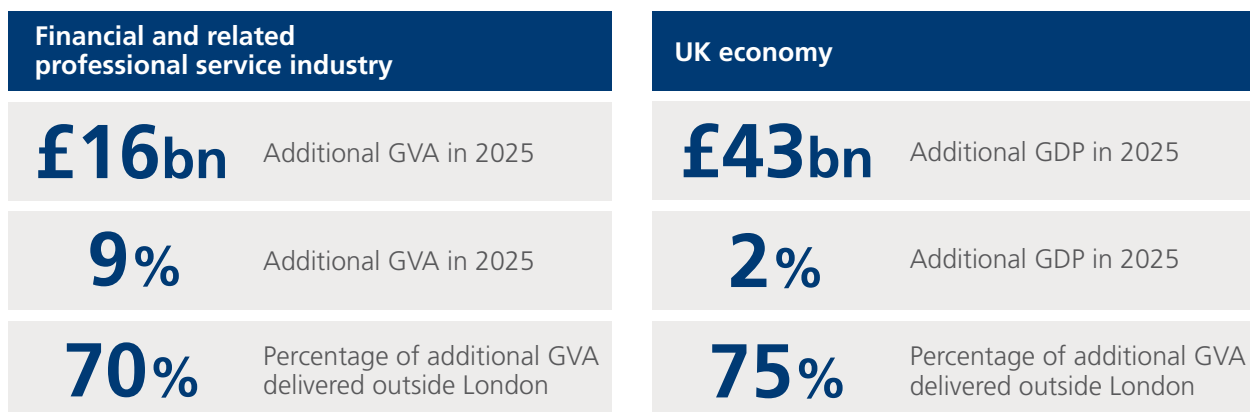 Financial and related
professional service industry
£16bn
Additional GVA in 2025
9%
Additional GVA in 2025
70%
Percentage of additional GVA
delivered outside London
UK economy
£43bn
Additional GDP in 2025
2%
Additional GDP in 2025
75%
Percentage of additional GVA
delivered outside London